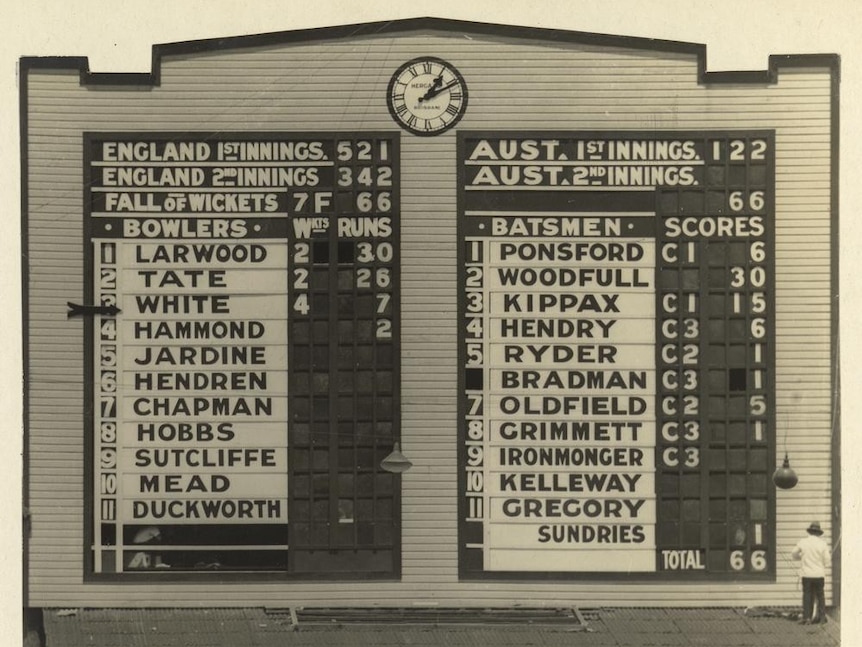 HERGA
BRISBANE
ENGLAND 1ST INNINGS. 521
ENGLAND 2ND INNINGS 342
FALL OF WICKETS 7 F 66
• BOWLERS • WKTS RUNS
1 LARWOOD 2 30
2 TATE 2 26
3 WHITE 4 7
4 HAMMOND 2
5 JARDINE
6 HENDREN
7 CHAPMAN
8 HOBBS
9 SUTCLIFFE
10 MEAD
11 DUCKWORTH
AUST. 1ST INNINGS. 122
AUST. 2ND INNINGS.
66
• BATSMEN • SCORES
1 PONSFORD C1 6
2 WOODFULL 30
3 KIPPAX C1 15
4 HENDRY C3 6
5 RYDER C2 1
BRADMAN C3 1
7 OLDFIELD C2 5
8 GRIMMETT C3 1
9 IRONMONGER C3
10 KELLEWAY
11 GREGORY
SUNDRIES 1
TOTAL 66